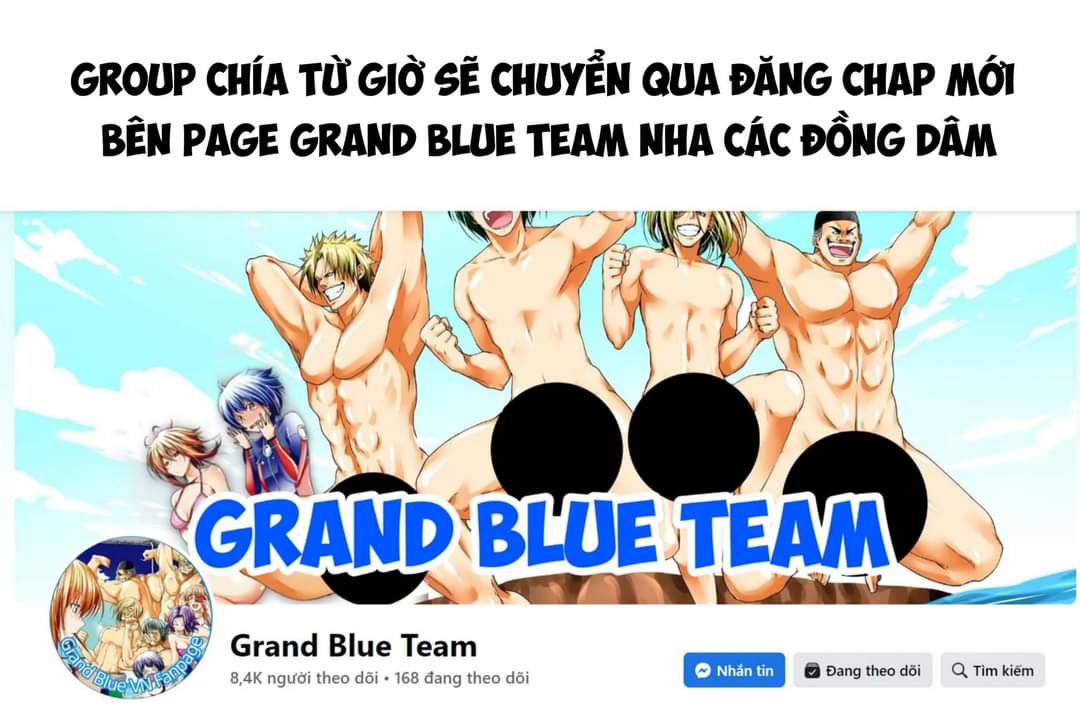 GROUP CHÍA TỪ GIỜ SẼ CHUYỂN QUA ĐĂNG CHAP MỚI
BÊN PAGE GRAND BLUE TEAM NHA CÁC ĐỒNG DÂM
GRAND BLUE TEAM
Grand Blue VN Fanpage
Grand Blue Team
8,4K người theo dõi • 168 đang theo dõi
Nhắn tin
Đang theo dõi
Tìm kiếm